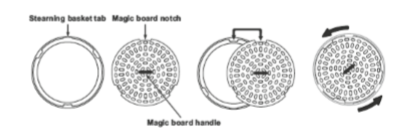 Steaming basket tab
Magic board notch
Magic board handle